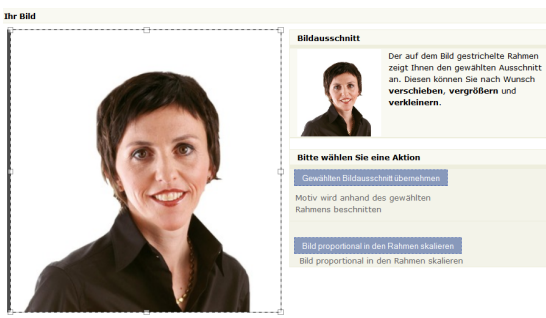 Ihr Bild
Bildausschnitt
Der auf dem Bild gestrichelte Rahmen
zeigt Ihnen den gewählten Ausschnitt
an. Diesen können Sie nach Wunsch
verschieben, vergrößern und
verkleinern.
Bitte wählen Sie eine Aktion
Gewählten Bildausschnitt übernehmen
Motiv wird anhand des gewählten
Rahmens beschnitten
Bild proportional in den Rahmen skalieren
Bild proportional in den Rahmen skalieren